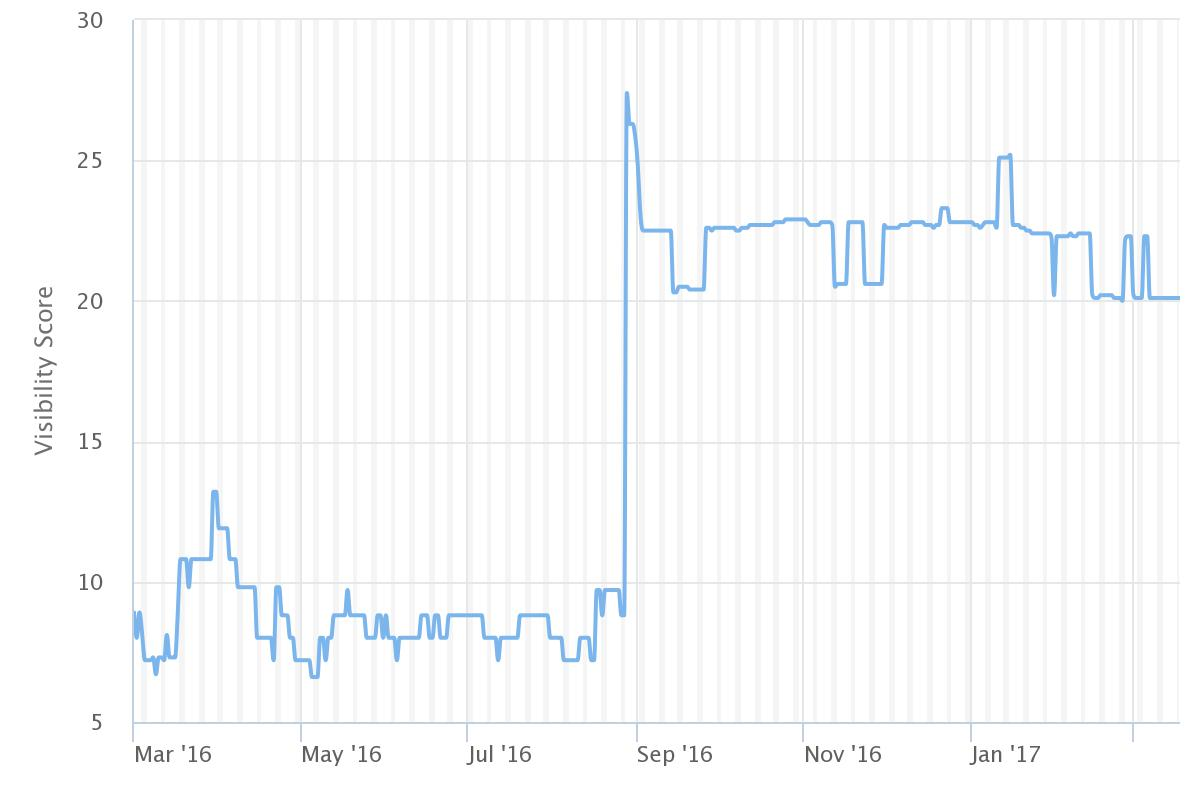 30
25
20
15
10
5
Visibility Score
Mar '16
May '16
Jul '16
Sep '16
Nov '16
Jan '17